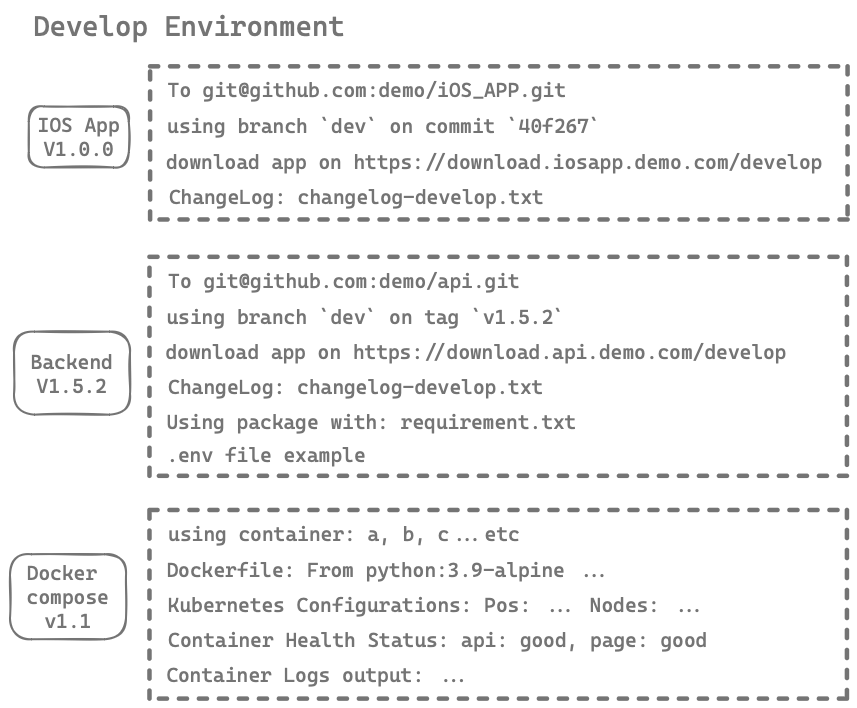 Develop Environment
IOS App
V1.0.0
To git@github.com:demo/iOS_APP.git
using branch `dev` on commit `40f267`
download app on https://download.iosapp.demo.com/develop
ChangeLog: changelog-develop.txt
Backend
V1.5.2
To git@github.com:demo/api.git
using branch `dev` on tag `v1.5.2`
download app on https://download.api.demo.com/develop
ChangeLog: changelog-develop.txt
Using package with: requirement.txt
.env file example
Docker
compose
v1.1
using container: a, b, c ... etc
Dockerfile: From python:3.9-alpine ...
Kubernetes Configurations: Pos: ... Nodes: ...
Container Health Status: api: good, page: good
Container Logs output: ...